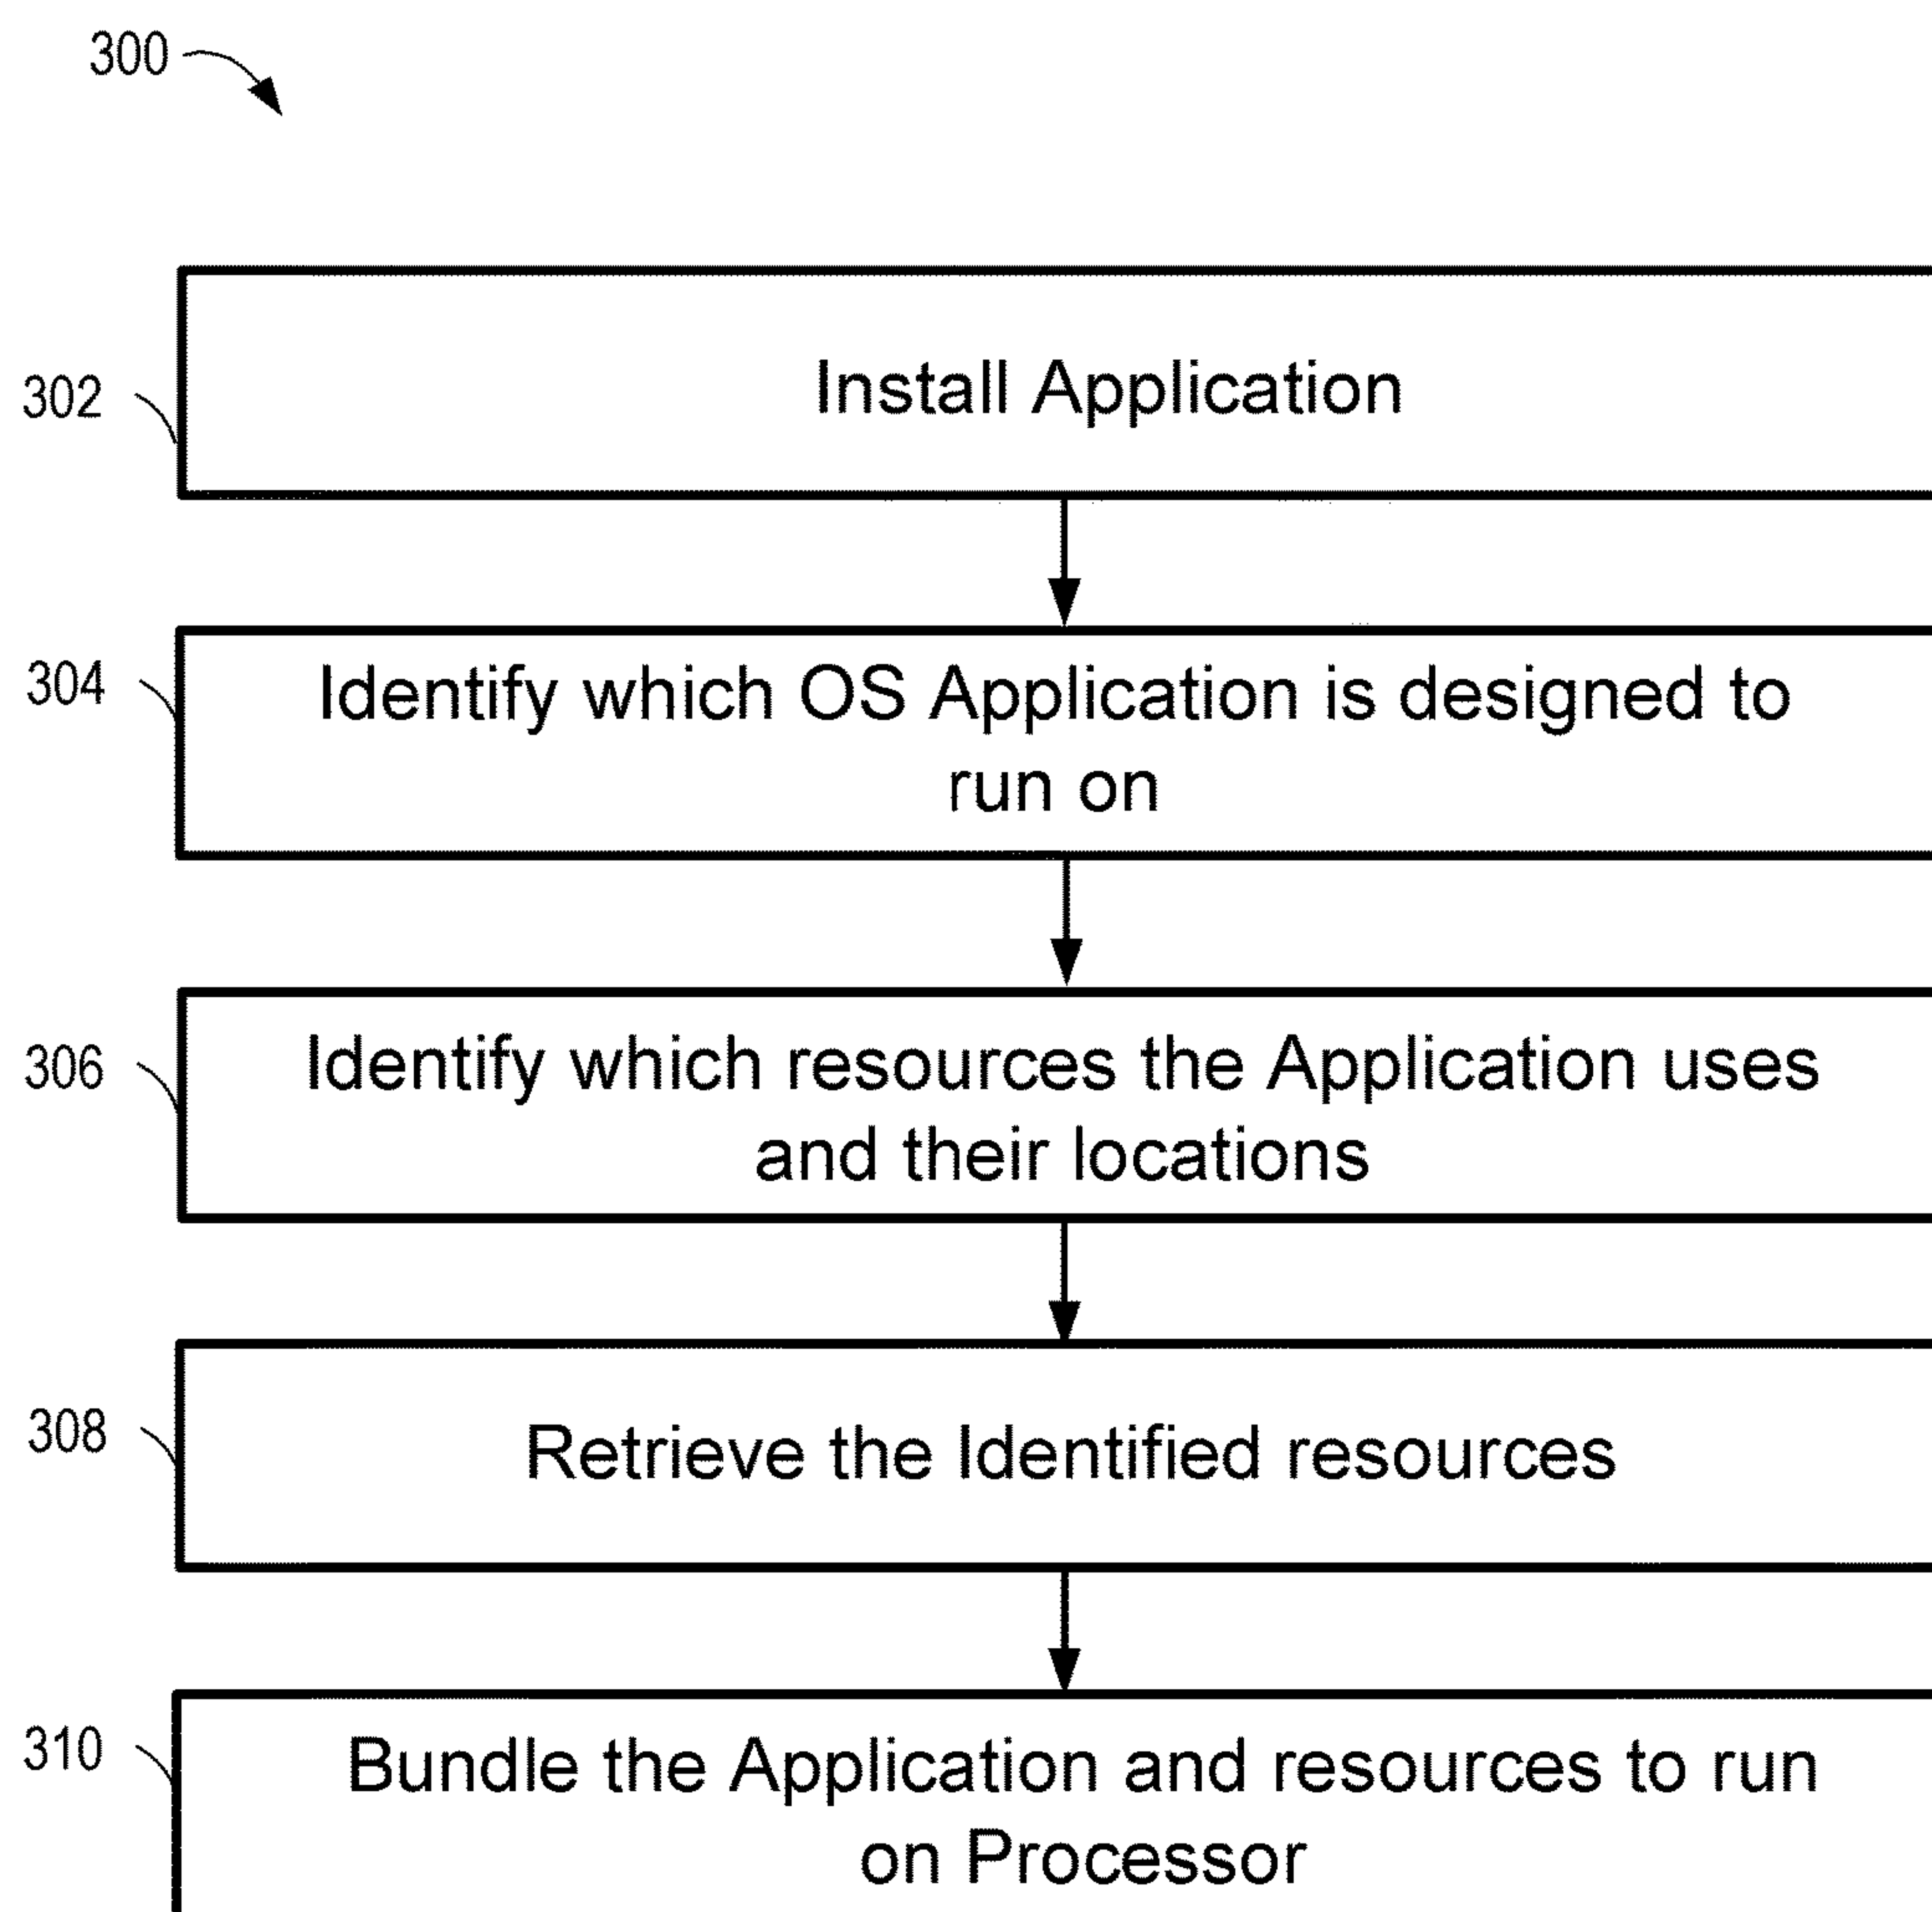 300
302
Install Application
304
Identify which OS Application is designed to
run on
306
Identify which resources the Application uses
and their locations
308
Retrieve the Identified resources
310
Bundle the Application and resources to run
on Processor